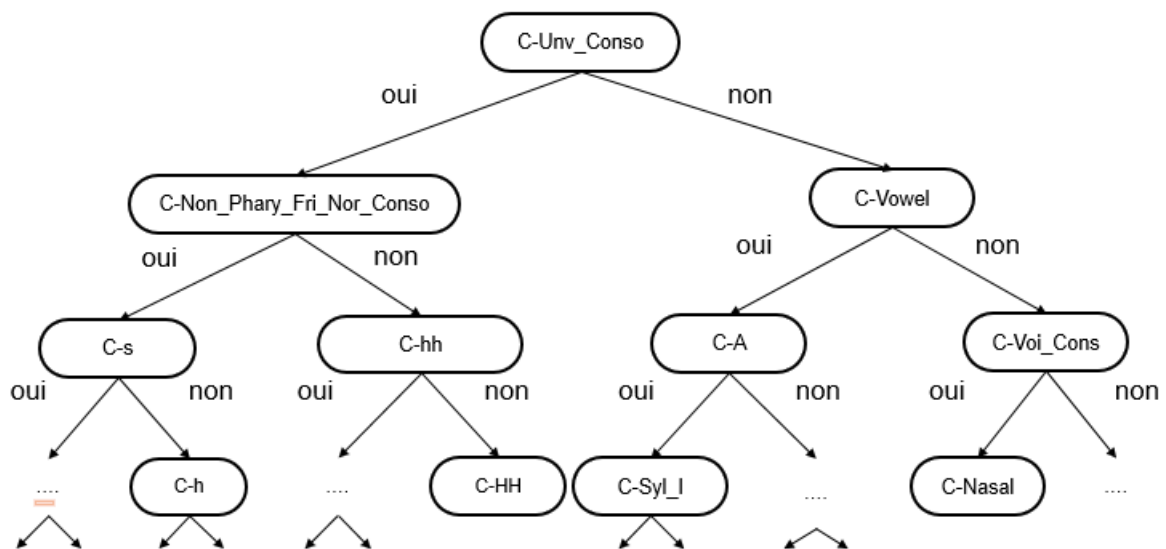 C-Unv_Conso
oui non
C-Non_Phary_Fri_Nor_Conso C-Vowel
oui non oui non
C-s C-hh C-A C-Voi_Cons
oui non oui non oui non oui non
.... C-h .... C-HH C-Syl_I .... C-Nasal ....